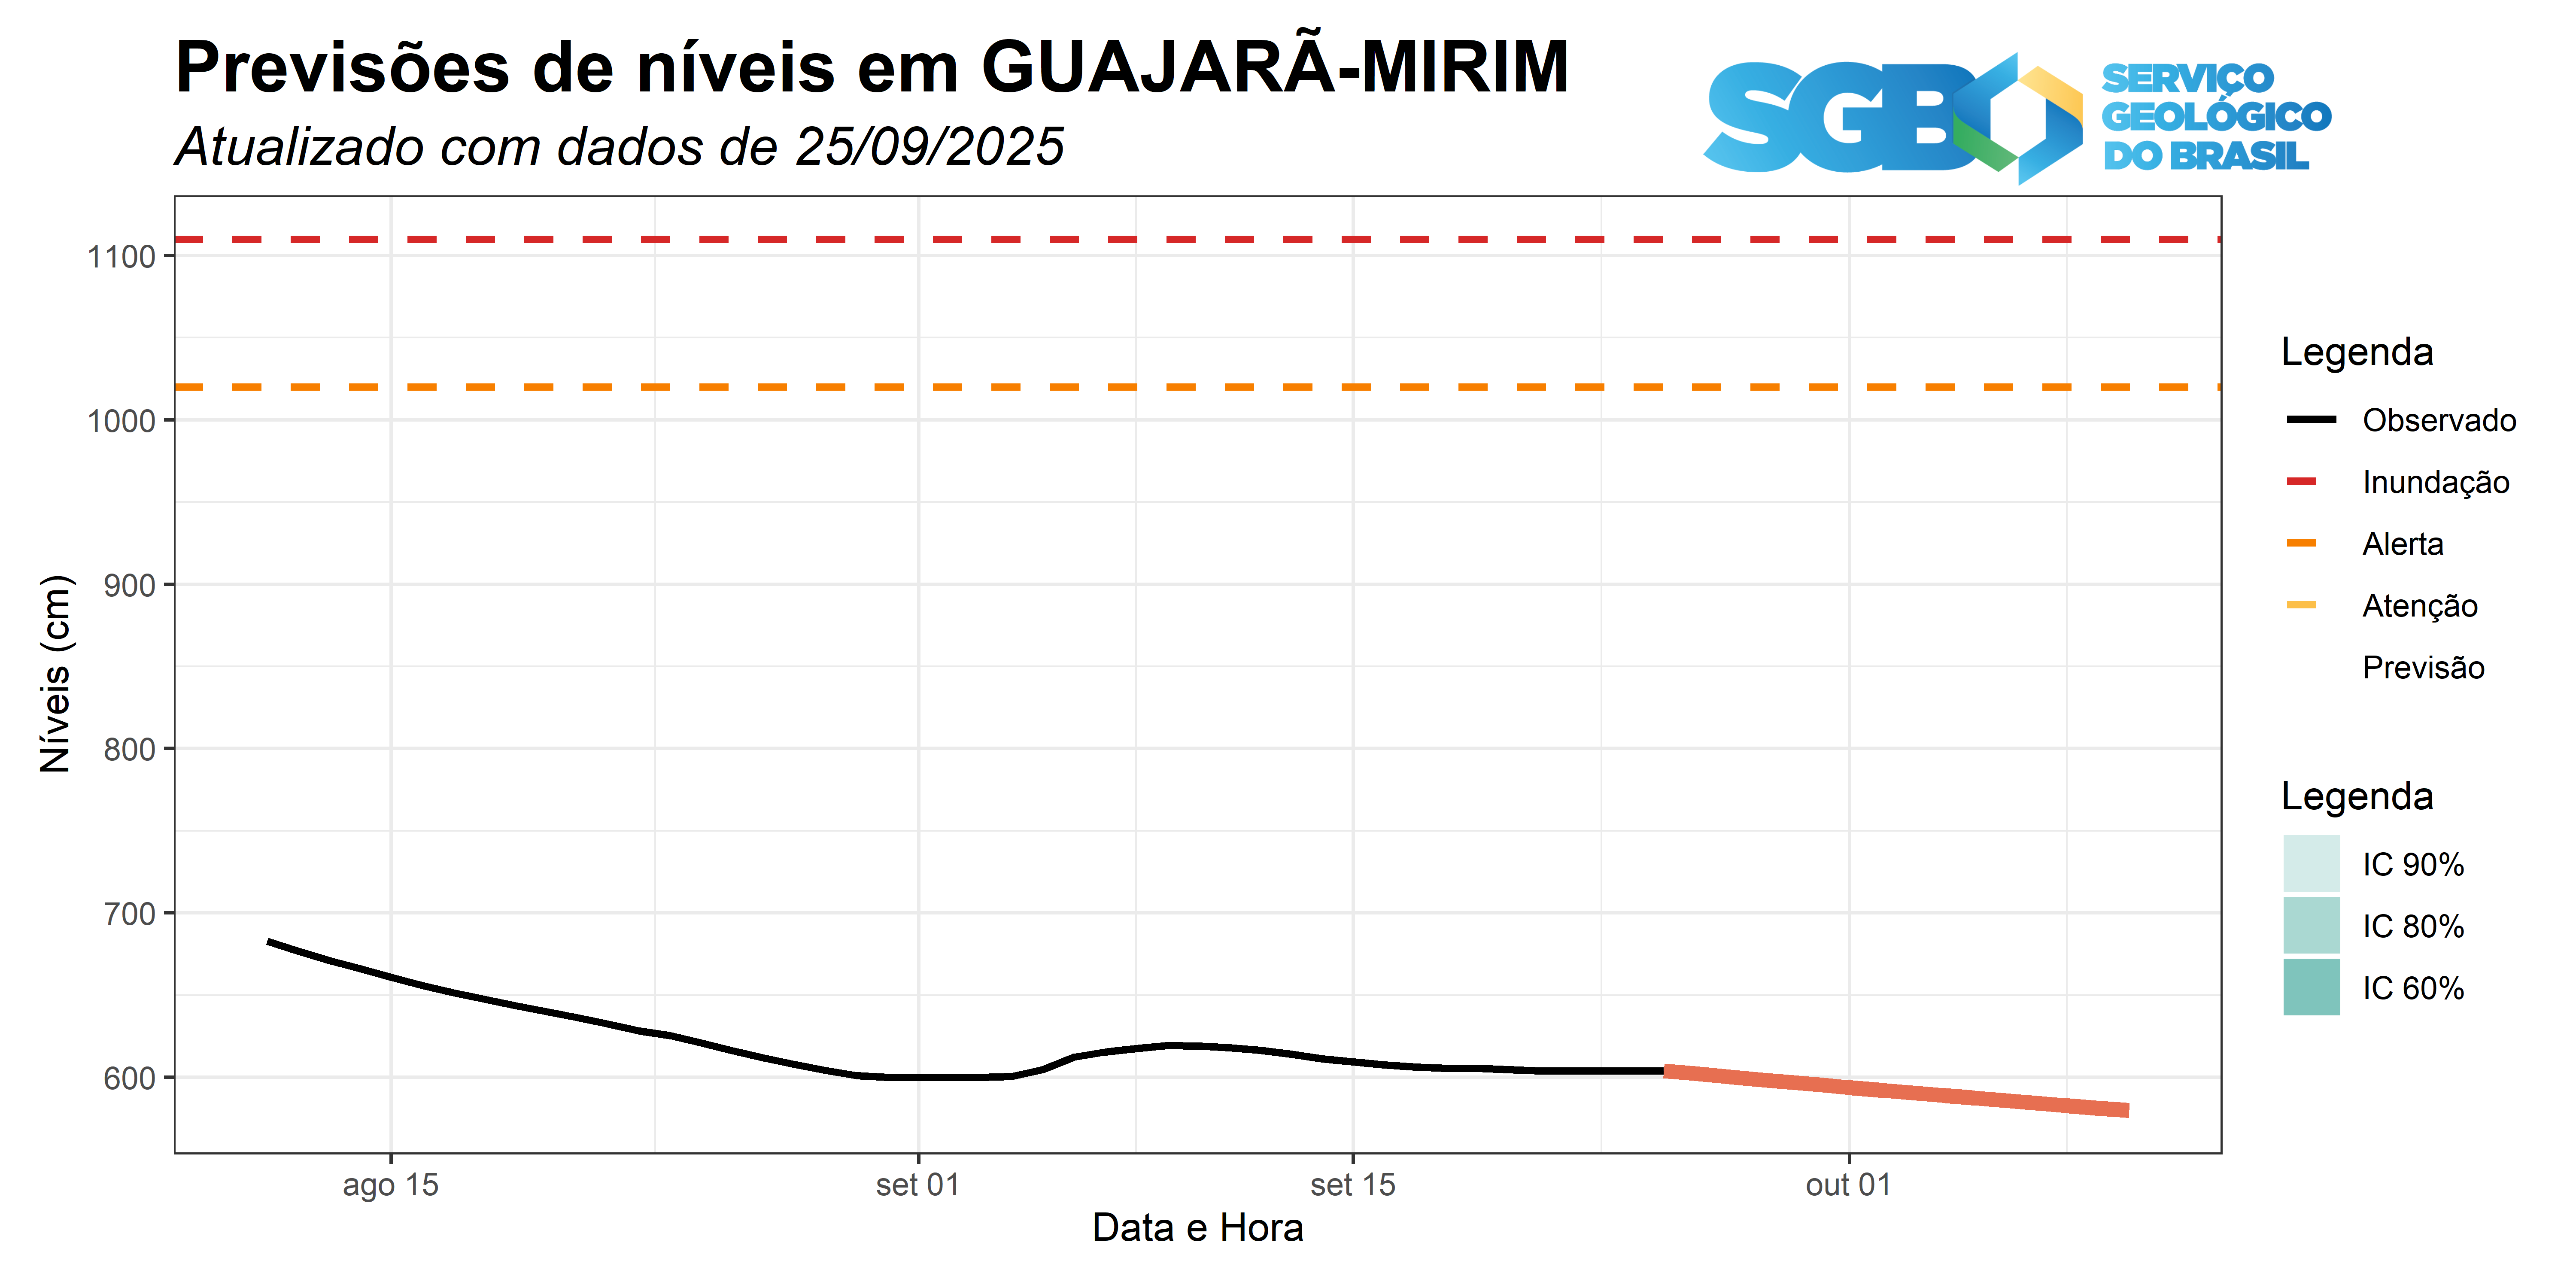 Previsões de níveis em GUAJARÃ-MIRIM
Atualizado com dados de 25/09/2025
SGB
SERVIÇO
GEOLÓGICO
DO BRASIL
1100
1000
900
800
700
600
Níveis (cm)
ago 15
set 01
set 15
out 01
Data e Hora
Legenda
Observado
Inundação
Alerta
Atenção
Previsão
Legenda
IC 90%
IC 80%
IC 60%